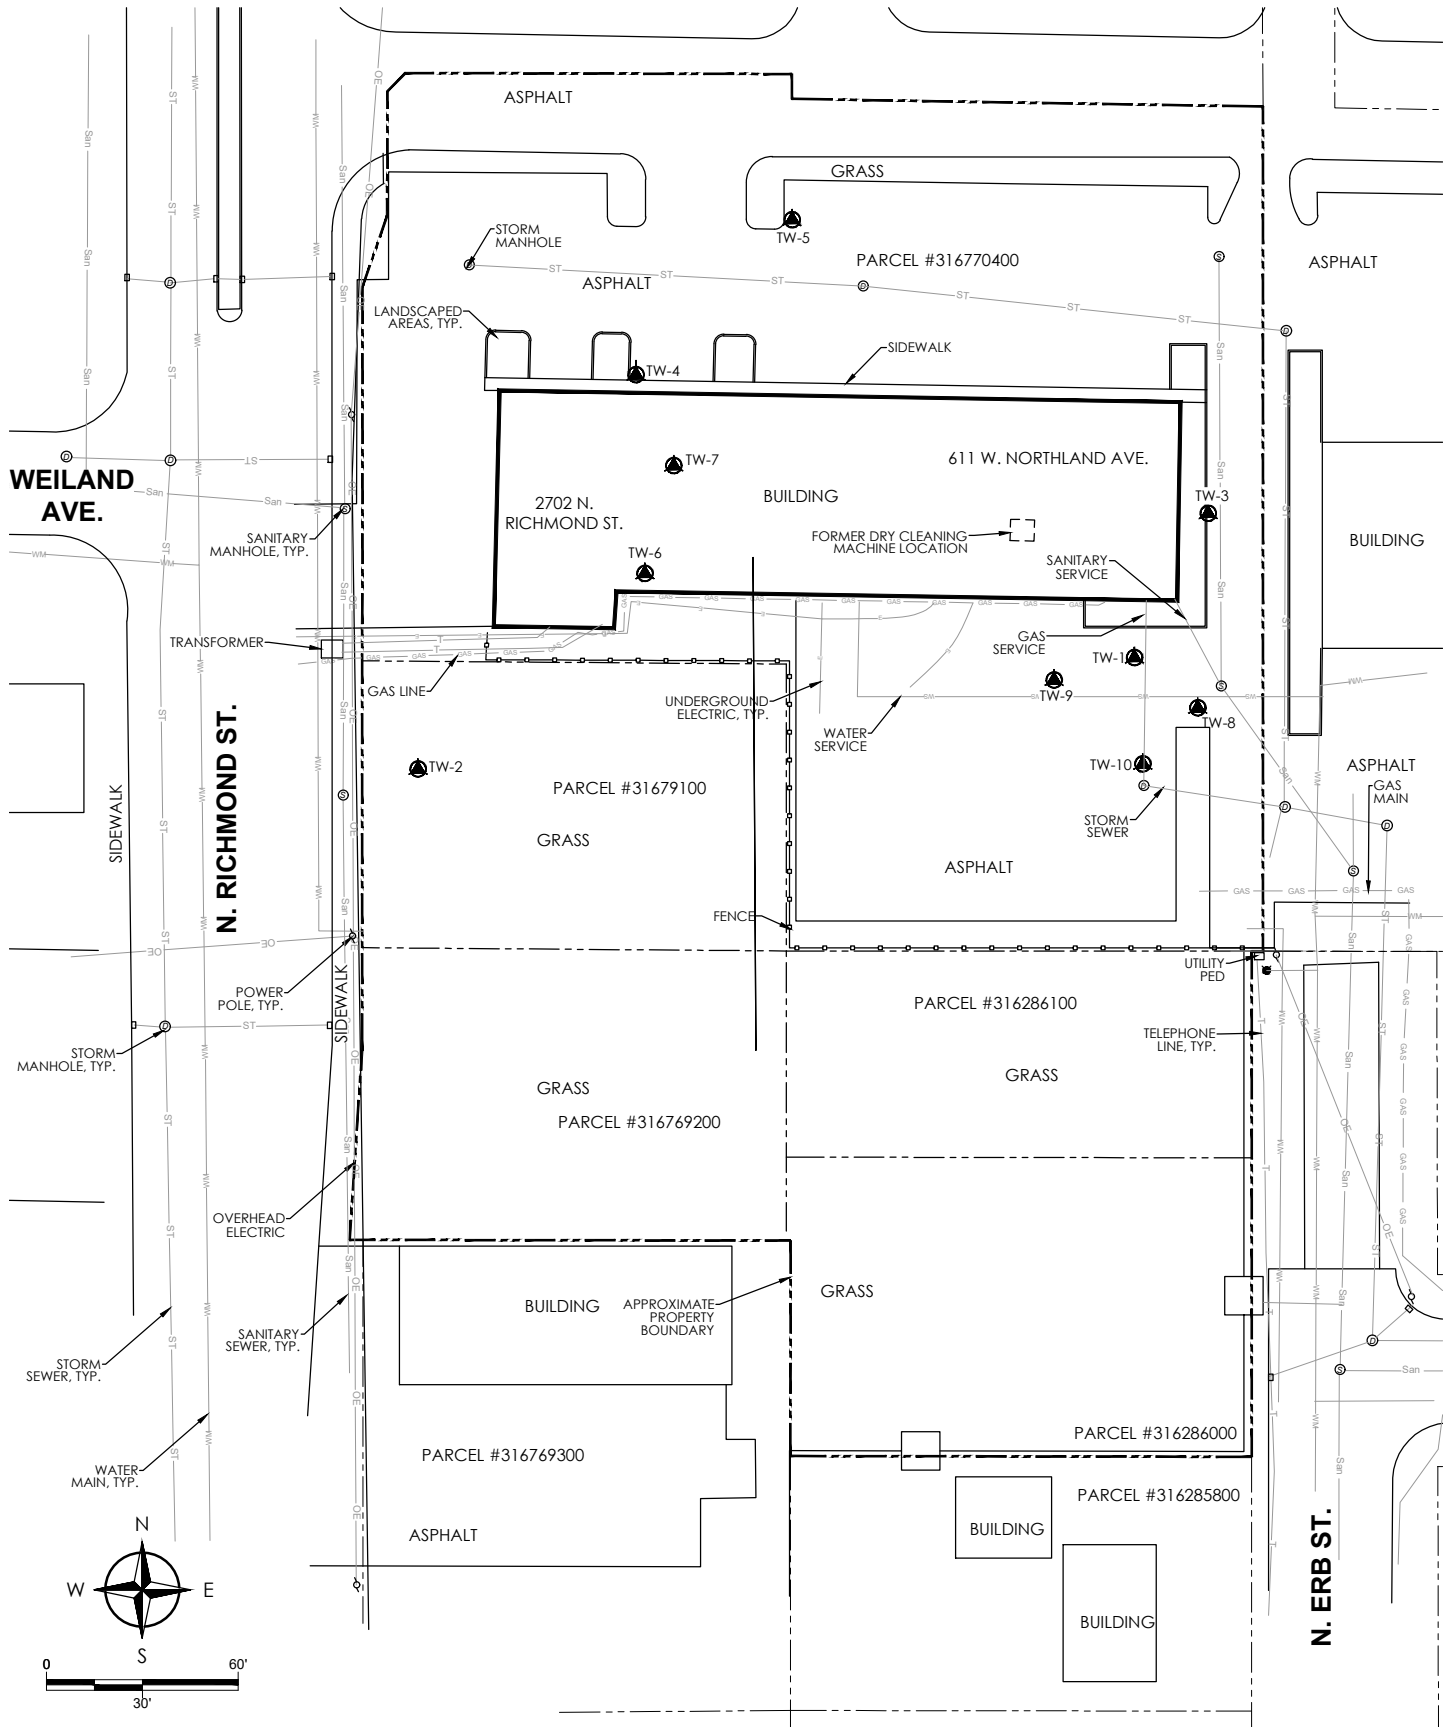 ASPHALT
GRASS
TW-5
STORM
MANHOLE
PARCEL #316770400
ASPHALT
ASPHALT
LANDSCAPED
AREAS, TYP.
SIDEWALK
TW-4
WEILAND
AVE.
TW-7
611 W. NORTHLAND AVE.
BUILDING
2702 N.
RICHMOND ST.
TW-3
SANITARY
MANHOLE, TYP.
FORMER DRY CLEANING
MACHINE LOCATION
SANITARY
SERVICE
BUILDING
TW-6
TRANSFORMER
GAS
SERVICE
TW-1
GAS LINE
UNDERGROUND
ELECTRIC, TYP.
TW-9
WATER
SERVICE
TW-8
N. RICHMOND ST.
TW-2
TW-10
ASPHALT
GAS
MAIN
PARCEL #31679100
SIDEWALK
GRASS
STORM
SEWER
ASPHALT
FENCE
UTILITY
PED
SIDEWALK
POWER
POLE, TYP.
PARCEL #316286100
STORM
MANHOLE, TYP.
TELEPHONE
LINE, TYP.
GRASS
GRASS
PARCEL #316769200
OVERHEAD
ELECTRIC
GRASS
BUILDING
APPROXIMATE
PROPERTY
BOUNDARY
SANITARY
SEWER, TYP.
STORM
SEWER, TYP.
PARCEL #316286000
PARCEL #316769300
WATER
MAIN, TYP.
PARCEL #316285800
BUILDING
ASPHALT
N. ERB ST.
BUILDING
N
W E
S
0 60'
30'
ST
San
WM
OE
GAS
T
E
WS